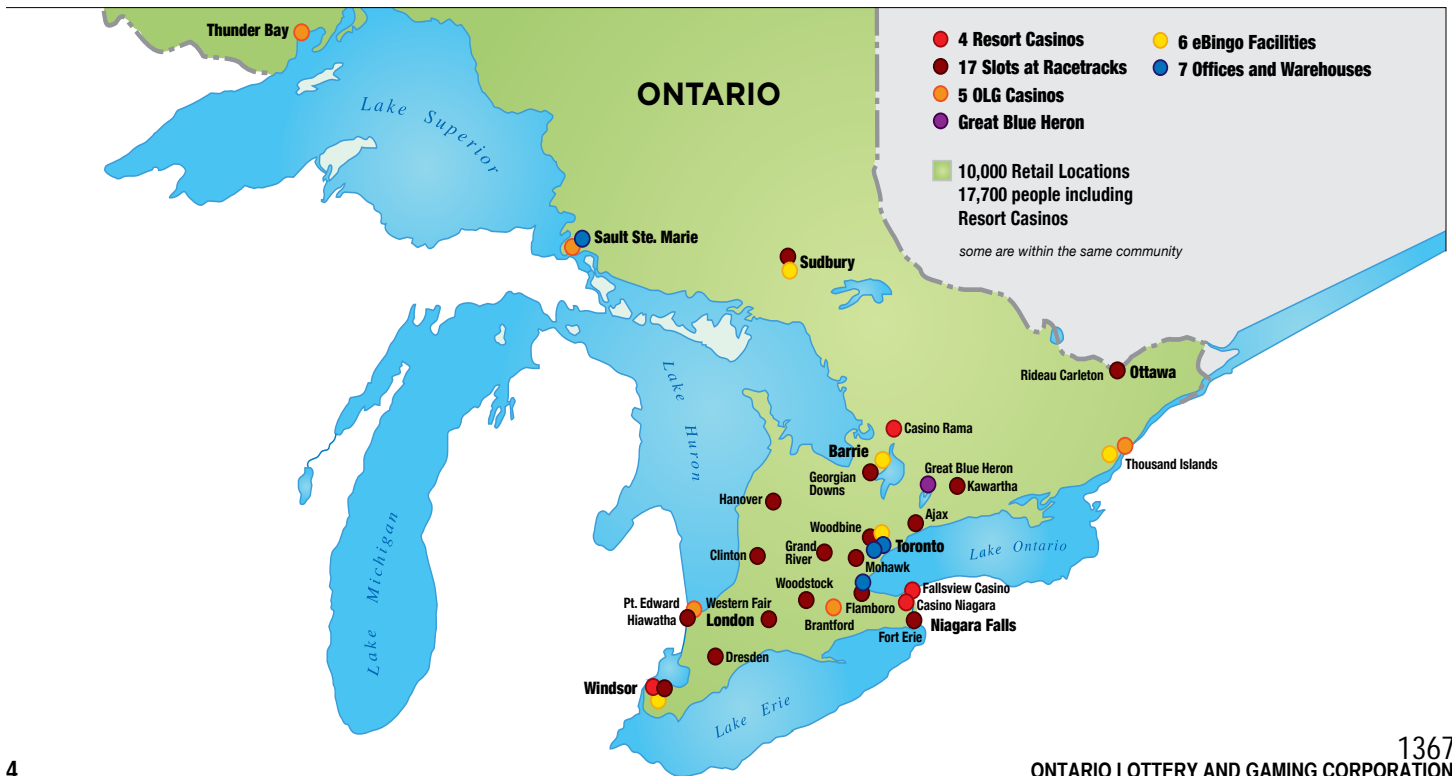 Thunder Bay
4 Resort Casinos
17 Slots at Racetracks
5 OLG Casinos
Great Blue Heron
6 eBingo Facilities
7 Offices and Warehouses
10,000 Retail Locations
17,700 people including
Resort Casinos
some are within the same community
ONTARIO
Lake Superior
Sault Ste. Marie
Sudbury
Rideau Carleton
Ottawa
Lake Huron
Lake Michigan
Casino Rama
Barrie
Georgian
Downs
Great Blue Heron
Kawartha
Thousand Islands
Hanover
Ajax
Woodbine
Toronto
Lake Ontario
Clinton
Grand
River
Mohawk
Woodstock
Fallsview Casino
Casino Niagara
Pt. Edward
Hiawatha
Western Fair
London
Brantford
Flamboro
Niagara Falls
Fort Erie
Dresden
Windsor
Lake Erie
4
1367
ONTARIO LOTTERY AND GAMING CORPORATION